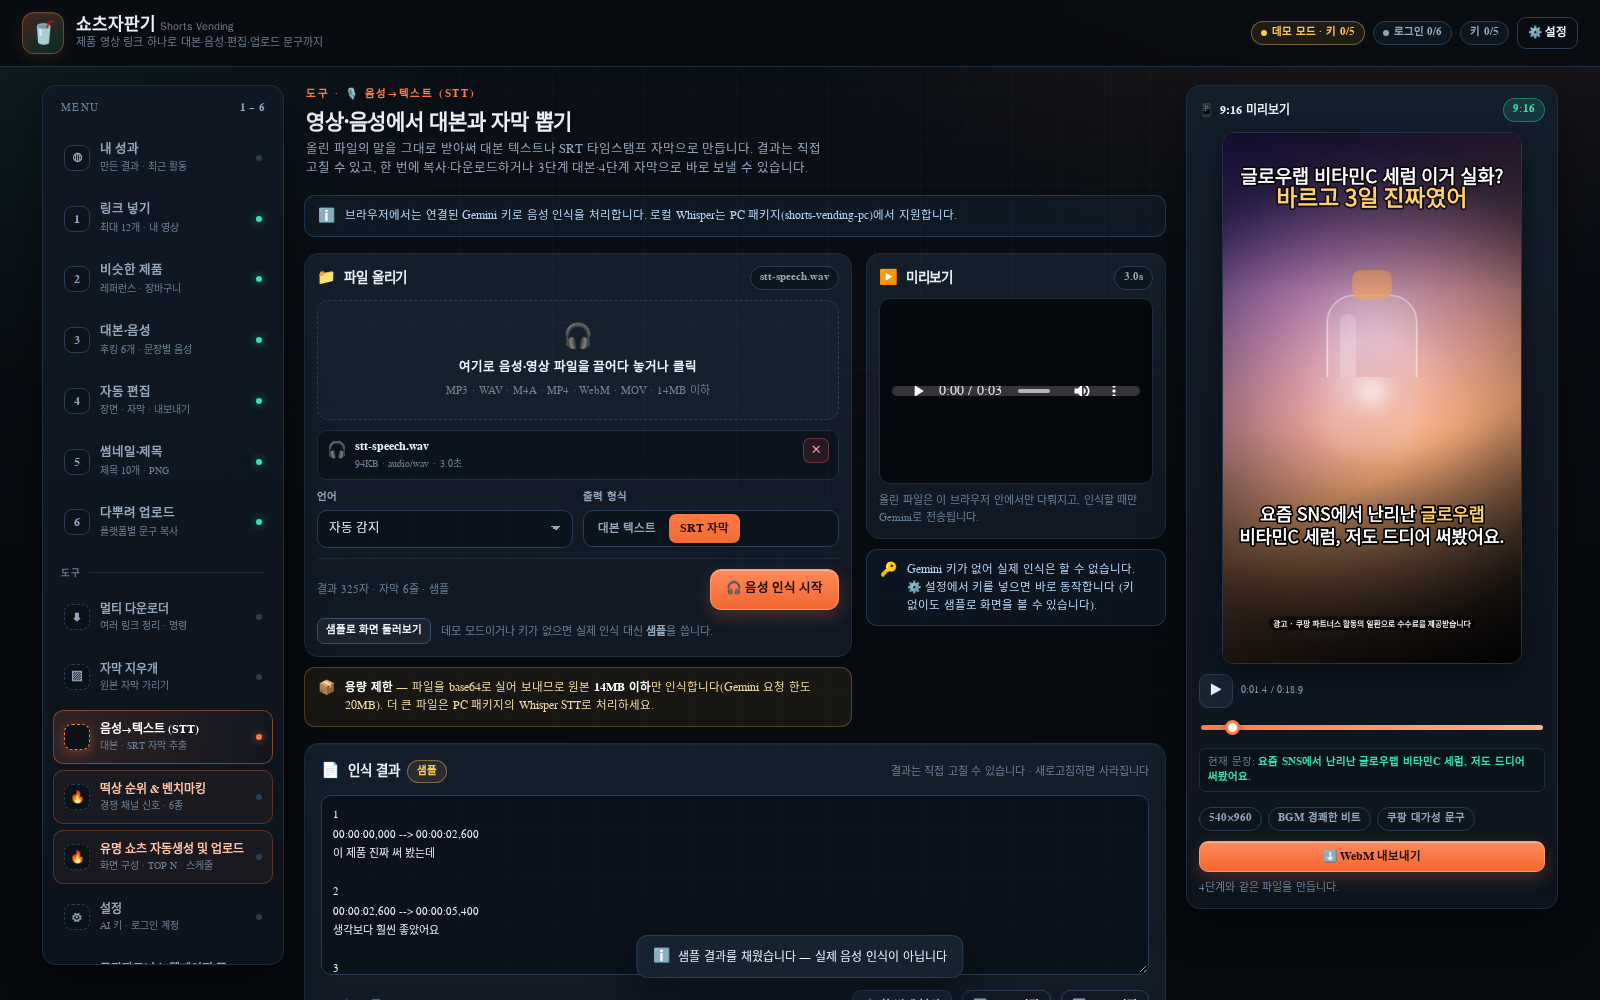 쇼츠자판기 Shorts Vending
제품 영상 링크 하나로 대본·음성·편집·업로드 문구까지
데모 모드 · 키 0/5
로그인 0/6
키 0/5
설정
MENU
1 – 6
내 성과
만든 결과 · 최근 활동
1
링크 넣기
최대 12개 · 내 영상
2
비슷한 제품
레퍼런스 · 장바구니
3
대본·음성
후킹 6개 · 문장별 음성
4
자동 편집
장면 · 자막 · 내보내기
5
썸네일·제목
제목 10개 · PNG
6
다뿌려 업로드
플랫폼별 문구 복사
도구
멀티 다운로더
여러 링크 정리 · 명령
자막 지우개
원본 자막 가리기
음성→텍스트 (STT)
대본 · SRT 자막 추출
떡상 순위 & 벤치마킹
경쟁 채널 신호 · 6종
유명 쇼츠 자동생성 및 업로드
화면 구성 · TOP N · 스케줄
설정
AI 키 · 로그인 계정
도구 · 음성→텍스트 (STT)
영상·음성에서 대본과 자막 뽑기
올린 파일의 말을 그대로 받아써 대본 텍스트나 SRT 타임스탬프 자막으로 만듭니다. 결과는 직접
고칠 수 있고, 한 번에 복사·다운로드하거나 3단계 대본·4단계 자막으로 바로 보낼 수 있습니다.
브라우저에서는 연결된 Gemini 키로 음성 인식을 처리합니다. 로컬 Whisper는 PC 패키지(shorts-vending-pc)에서 지원합니다.
파일 올리기
stt-speech.wav
여기로 음성·영상 파일을 끌어다 놓거나 클릭
MP3 · WAV · M4A · MP4 · WebM · MOV · 14MB 이하
stt-speech.wav
94KB · audio/wav · 3.0초
언어
자동 감지
출력 형식
대본 텍스트
SRT 자막
결과 325자 · 자막 6줄 · 샘플
음성 인식 시작
샘플로 화면 둘러보기
데모 모드이거나 키가 없으면 실제 인식 대신 샘플을 씁니다.
용량 제한 — 파일을 base64로 실어 보내므로 원본 14MB 이하만 인식합니다(Gemini 요청 한도
20MB). 더 큰 파일은 PC 패키지의 Whisper STT로 처리하세요.
미리보기
3.0s
0:00 / 0:03
올린 파일은 이 브라우저 안에서만 다뤄지고, 인식할 때만
Gemini로 전송됩니다.
Gemini 키가 없어 실제 인식은 할 수 없습니다.
설정에서 키를 넣으면 바로 동작합니다 (키
없이도 샘플로 화면을 볼 수 있습니다).
인식 결과
샘플
결과는 직접 고칠 수 있습니다 · 새로고침하면 사라집니다
1
00:00:00,000 --> 00:00:02,600
이 제품 진짜 써 봤는데
2
00:00:02,600 --> 00:00:05,400
생각보다 훨씬 좋았어요
3
샘플 결과를 채웠습니다 — 실제 음성 인식이 아닙니다
9:16 미리보기
9:16
글로우랩 비타민C 세럼 이거 실화?
바르고 3일 진짜였어
요즘 SNS에서 난리난 글로우랩
비타민C 세럼, 저도 드디어 써봤어요.
광고 · 쿠팡 파트너스 활동의 일환으로 수수료를 제공받습니다
0:01.4 / 0:18.9
현재 문장: 요즘 SNS에서 난리난 글로우랩 비타민C 세럼, 저도 드디어
써봤어요.
540×960
BGM 경쾌한 비트
쿠팡 대가성 문구
WebM 내보내기
4단계와 같은 파일을 만듭니다.